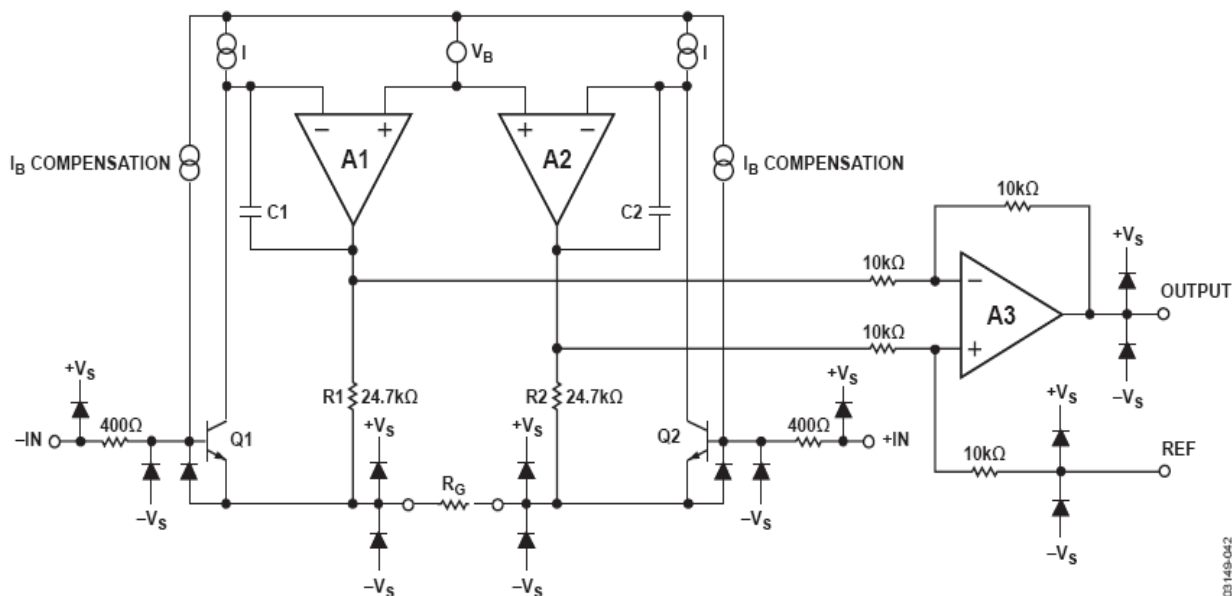 I
V_B
I
I_B COMPENSATION
− +
A1
+ −
A2
I_B COMPENSATION
C1
C2
10kΩ
10kΩ
+V_S
−
OUTPUT
A3
10kΩ
+
−V_S
+V_S
R1 24.7kΩ
R2 24.7kΩ
+V_S
+V_S
–IN
400Ω
Q1
+V_S
+V_S
Q2
400Ω
+IN
10kΩ
REF
R_G
–V_S
–V_S
–V_S
–V_S
–V_S
03149-042